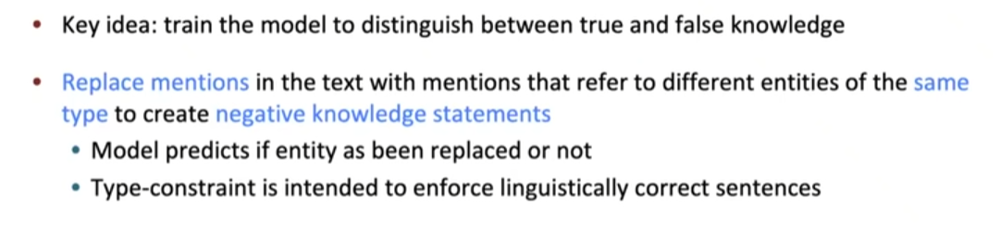 • Key idea: train the model to distinguish between true and false knowledge
• Replace mentions in the text with mentions that refer to different entities of the same
type to create negative knowledge statements
• Model predicts if entity as been replaced or not
• Type-constraint is intended to enforce linguistically correct sentences